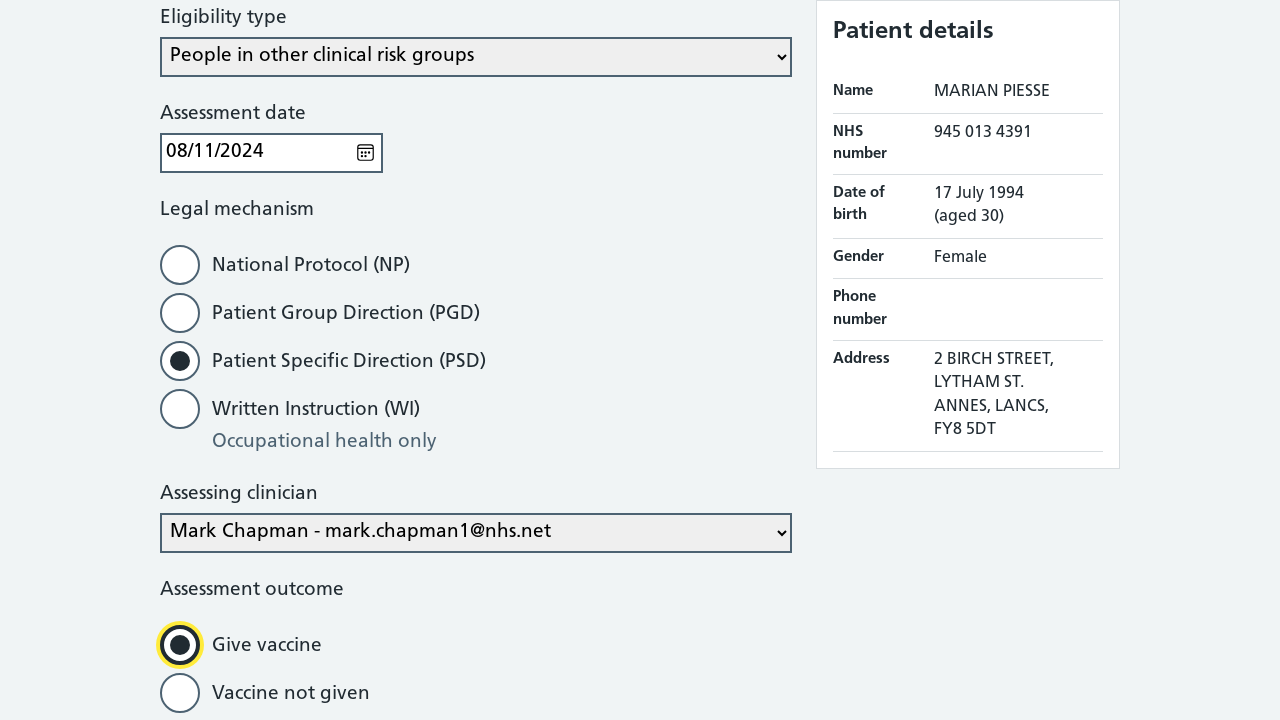 Eligibility type
People in other clinical risk groups
Assessment date
08/11/2024
Legal mechanism
National Protocol (NP)
Patient Group Direction (PGD)
Patient Specific Direction (PSD)
Written Instruction (WI)
Occupational health only
Assessing clinician
Mark Chapman - mark.chapman1@nhs.net
Assessment outcome
Give vaccine
Vaccine not given
Patient details
Name MARIAN PIESSE
NHS number 945 013 4391
Date of birth 17 July 1994
(aged 30)
Gender Female
Phone number
Address 2 BIRCH STREET,
LYTHAM ST.
ANNES, LANCS,
FY8 5DT